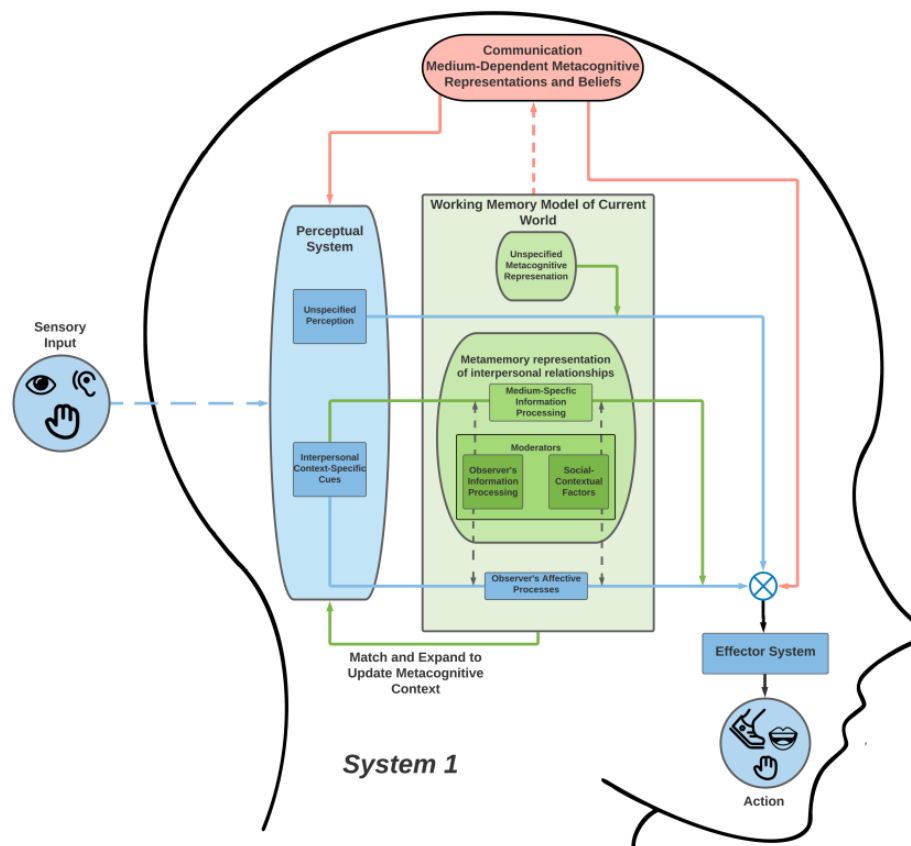 Communication
Medium-Dependent Metacognitive
Representations and Beliefs
Working Memory Model of Current
World
Perceptual
System
Unspecified
Metacognitive
Represenation
Unspecified
Perception
Sensory
Input
Metamemory representation
of interpersonal relationships
Medium-Specfic
Information
Processing
Moderators
Interpersonal
Context-Specific
Cues
Observer's
Information
Processing
Social-
Contextual
Factors
Observer's Affective
Processes
Effector System
Match and Expand to
Update Metacognitive
Context
System 1
Action